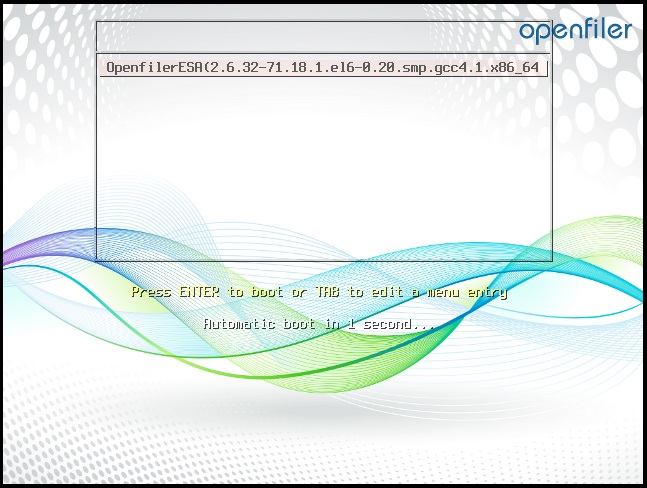 openfiler
OpenfilerESA(2.6.32-71.18.1.el6-0.20.smp.gcc4.1.x86_64
Press ENTER to boot or TAB to edit a menu entry
Automatic boot in 1 second...